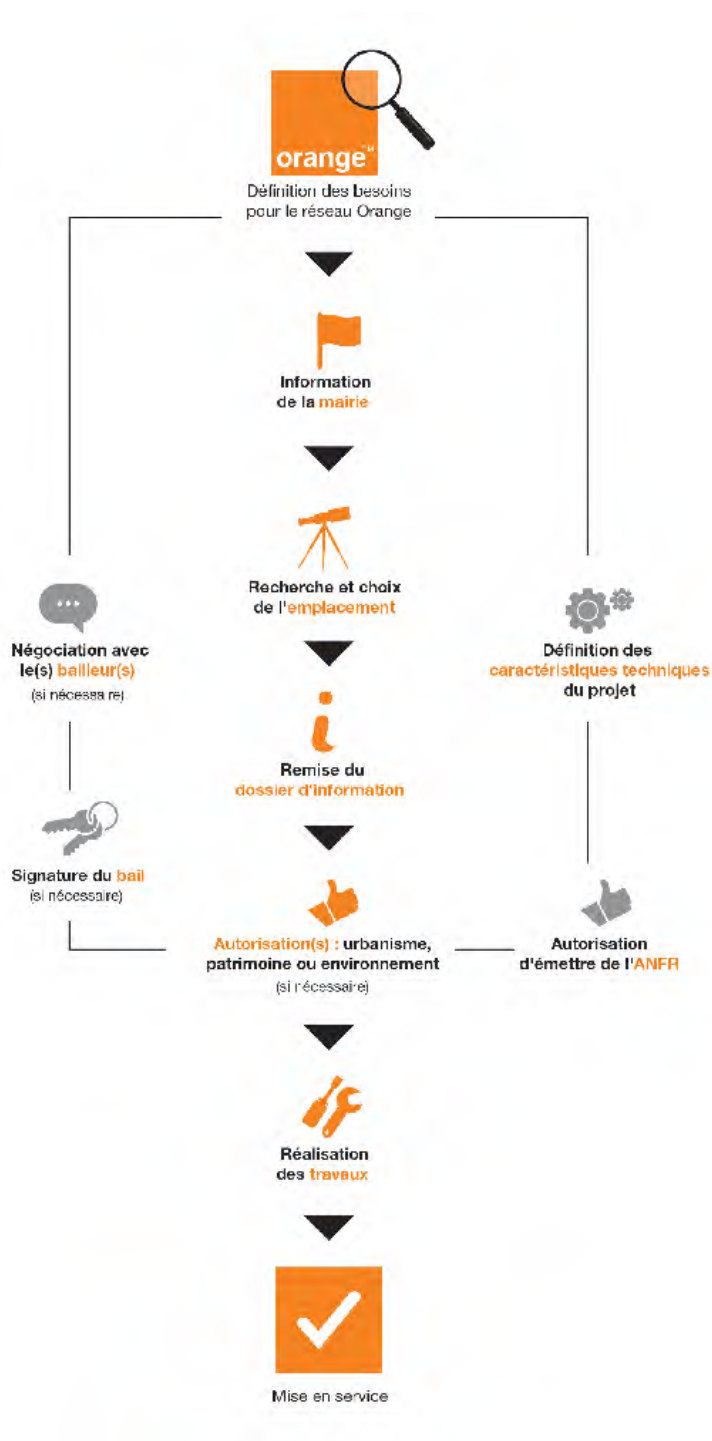 orange™
Définition des besoins
pour le réseau Orange
Information
de la mairie
Recherche et choix
de l'emplacement
Négociation avec
le(s) bailleur(s)
(si nécessaire)
Définition des
caractéristiques techniques
du projet
Remise du
dossier d'information
Signature du bail
(si nécessaire)
Autorisation(s) : urbanisme,
patrimoine ou environnement
(si nécessaire)
Autorisation
d'émettre de l'ANFR
Réalisation
des travaux
Mise en service